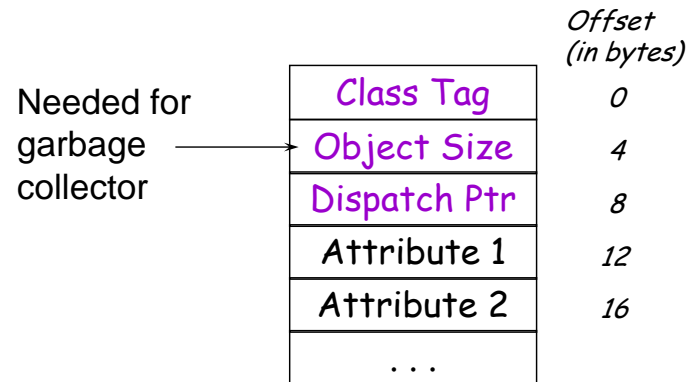 Offset
(in bytes)
Class Tag 0
Needed for
garbage
collector
Object Size 4
Dispatch Ptr 8
Attribute 1 12
Attribute 2 16
. . .